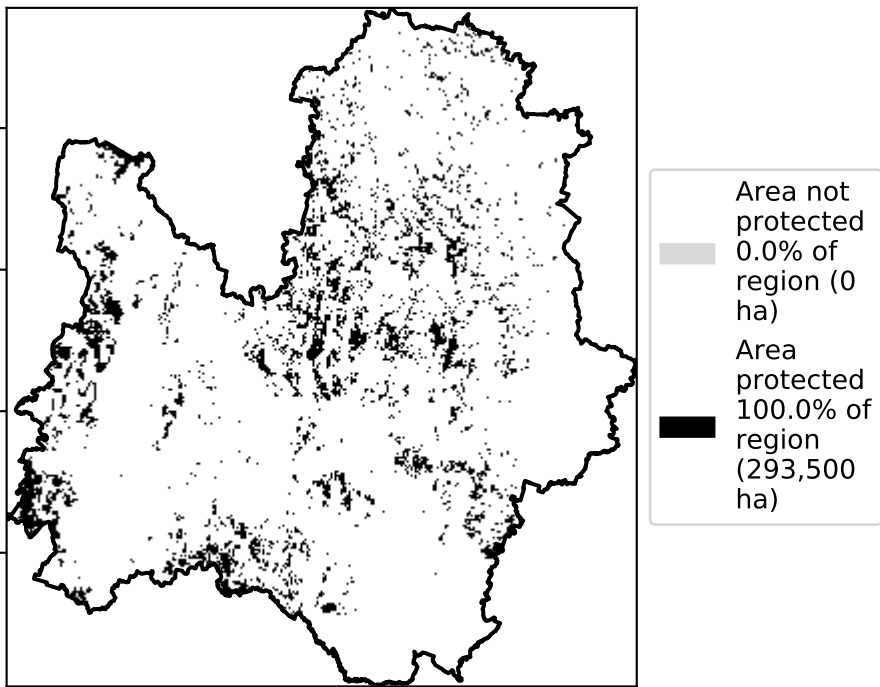 Area not
protected
0.0% of
region (0
ha)
Area
protected
100.0% of
region
(293,500
ha)